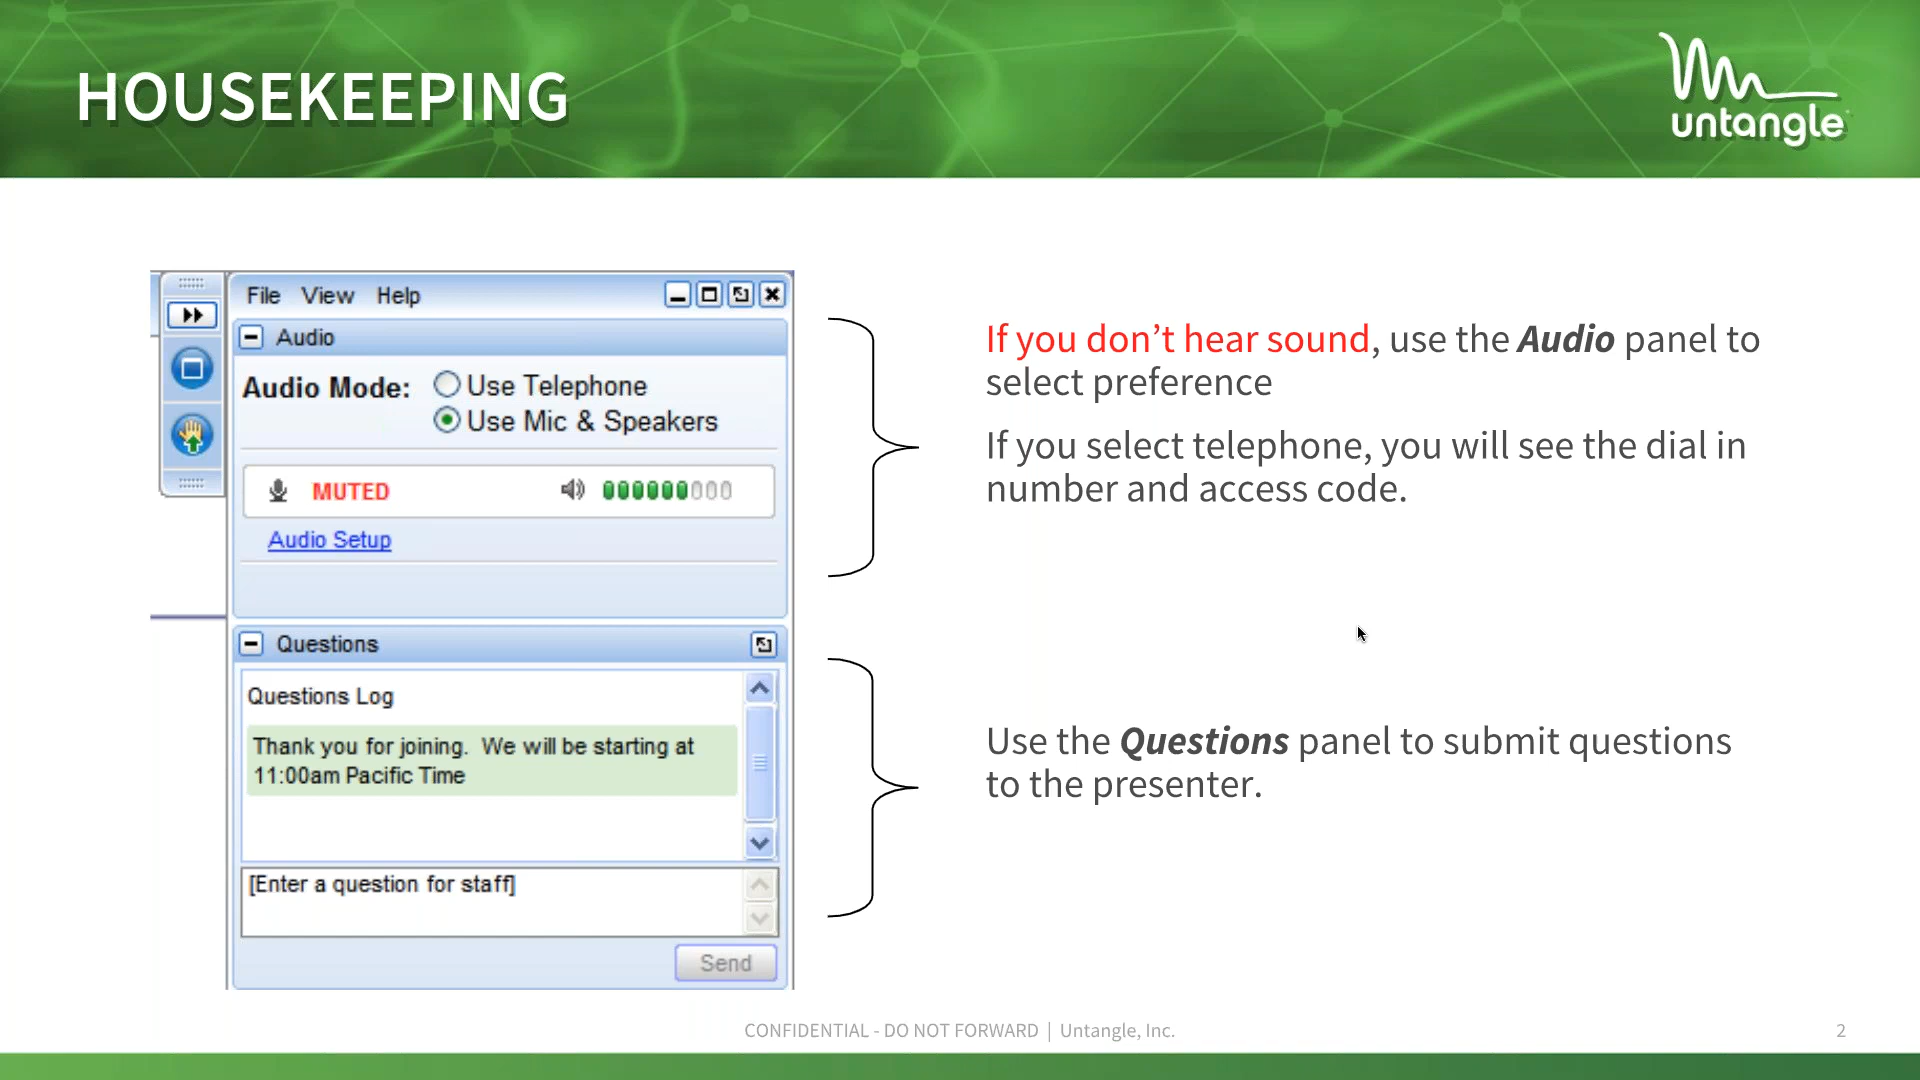 HOUSEKEEPING
untangle
File View Help
Audio
Audio Mode: Use Telephone
Use Mic & Speakers
MUTED
Audio Setup
Questions
Questions Log
Thank you for joining. We will be starting at
11:00am Pacific Time
[Enter a question for staff]
Send
If you don’t hear sound, use the Audio panel to
select preference
If you select telephone, you will see the dial in
number and access code.
Use the Questions panel to submit questions
to the presenter.
CONFIDENTIAL - DO NOT FORWARD | Untangle, Inc.
2